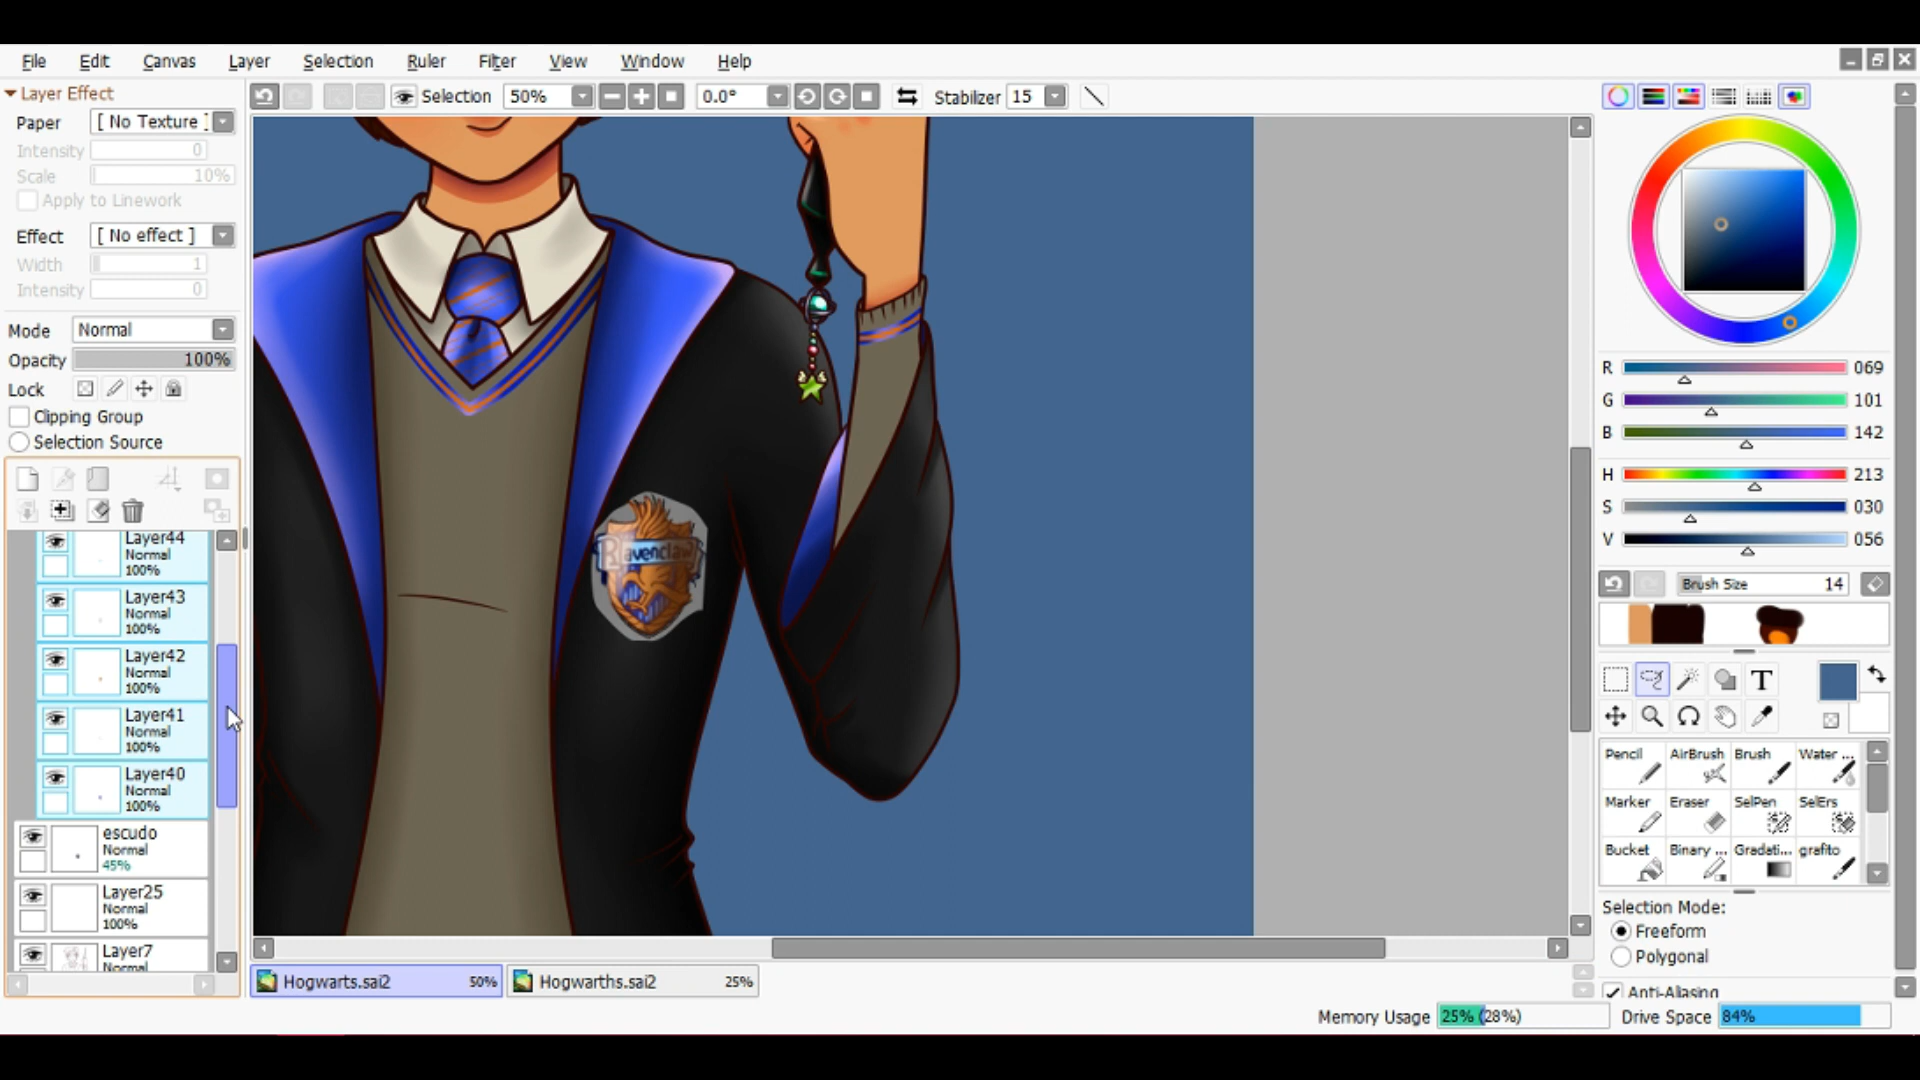 File Edit Canvas Layer Selection Ruler Filter View Window Help
Layer Effect
Paper [ No Texture ]
Intensity 0
Scale 10%
Apply to Linework
Effect [ No effect ]
Width 1
Intensity 0
Mode Normal
Opacity 100%
Lock
Clipping Group
Selection Source
Layer44
Normal
100%
Layer43
Normal
100%
Layer42
Normal
100%
Layer41
Normal
100%
Layer40
Normal
100%
escudo
Normal
45%
Layer25
Normal
100%
Layer7
Normal
Selection 50% 0.0° Stabilizer 15
Ravenclaw
Hogwarts.sai2 50% Hogwarths.sai2 25%
R 069
G 101
B 142
H 213
S 030
V 056
Brush Size 14
T
Pencil AirBrush Brush Water ...
Marker Eraser SelPen SelErs
Bucket Binary ... Gradati... grafito
Selection Mode:
Freeform
Polygonal
Anti-Aliasing
Memory Usage 25% (28%) Drive Space 84%